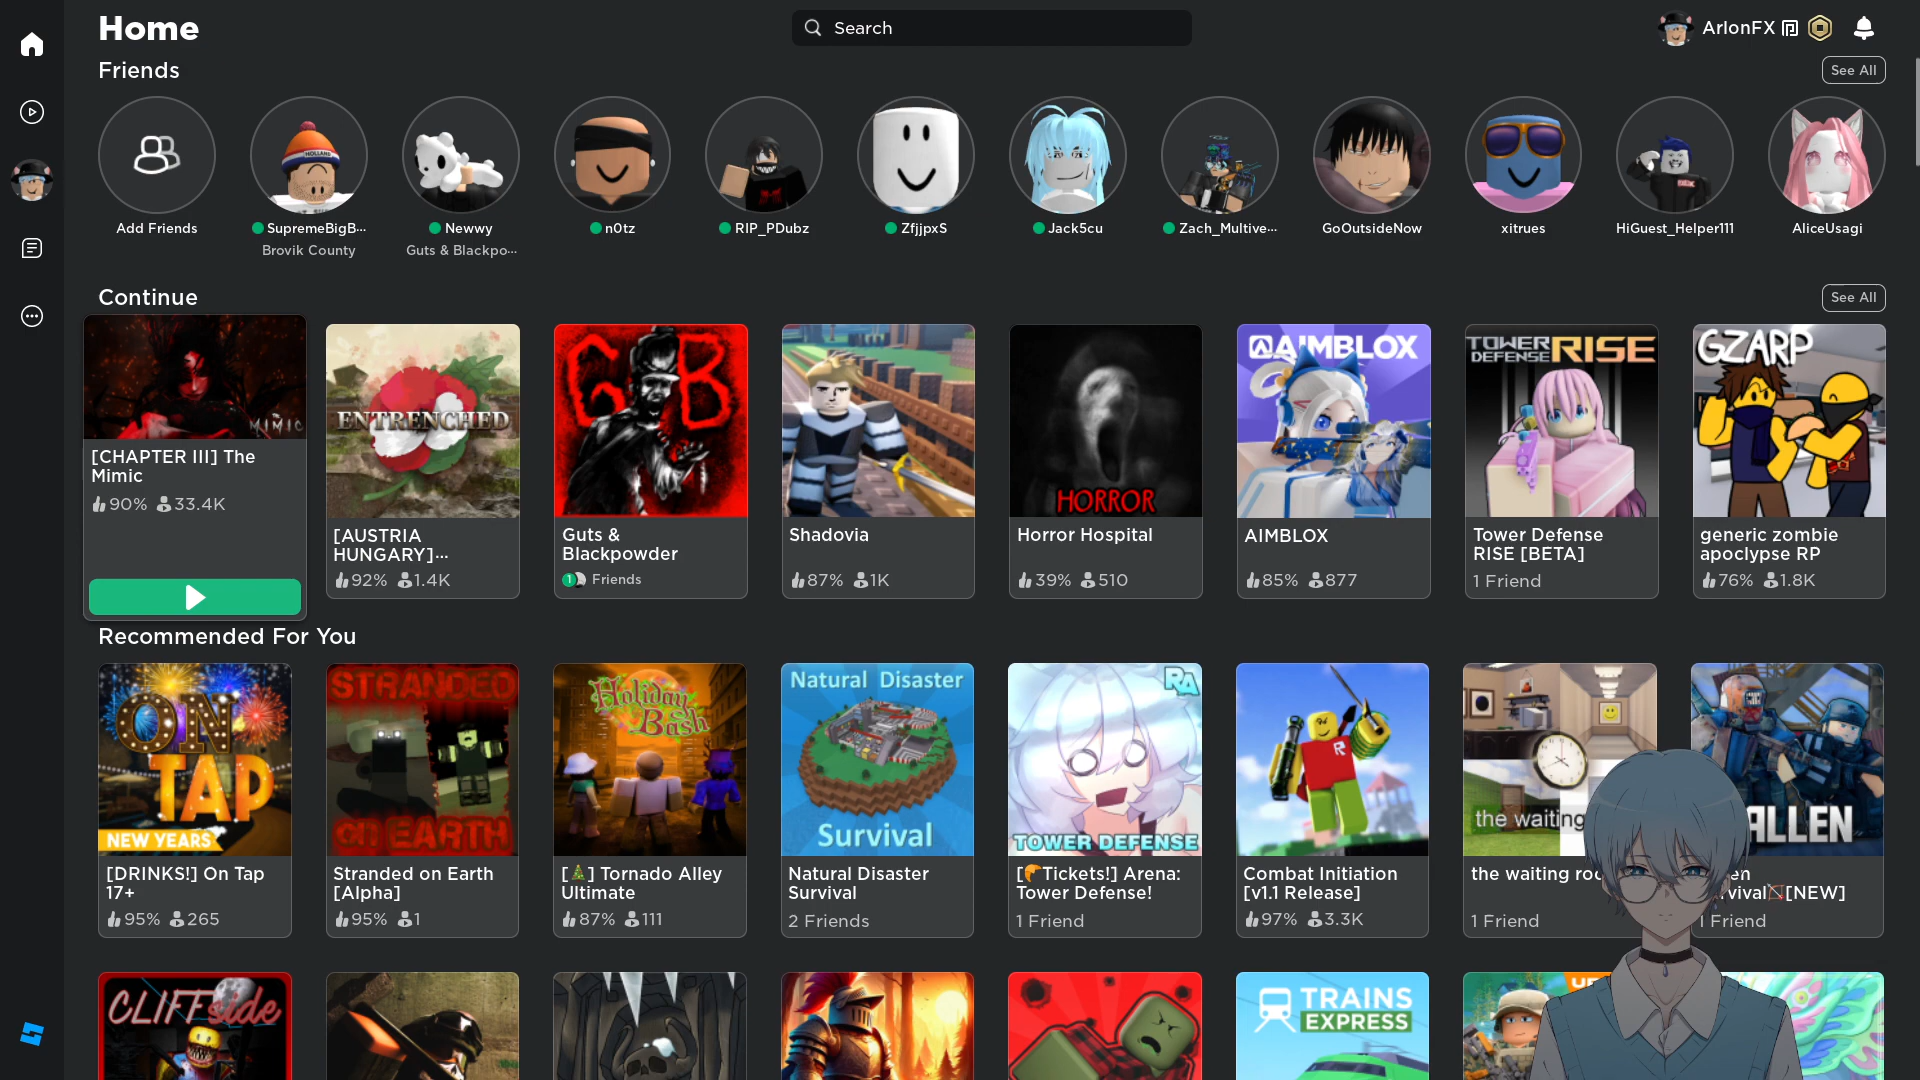 Home
Search
ArlonFX
Friends
See All
HOLLAND
Add Friends
SupremeBigB...
Newwy
n0tz
RIP_PDubz
ZfjjpxS
Jack5cu
Zach_Multive...
GoOutsideNow
xitrues
HiGuest_Helper111
AliceUsagi
Brovik County
Guts & Blackpo...
Continue
See All
MIMIC
ENTRENCHED
G B
HORROR
AIMBLOX
TOWER DEFENSE RISE
GZARP
[CHAPTER III] The
Mimic
90% 33.4K
[AUSTRIA
HUNGARY]...
92% 1.4K
Guts &
Blackpowder
1 Friends
Shadovia
87% 1K
Horror Hospital
39% 510
AIMBLOX
85% 877
Tower Defense
RISE [BETA]
1 Friend
generic zombie
apoclypse RP
76% 1.8K
Recommended For You
ON
TAP
NEW YEARS
STRANDED
ON EARTH
Holiday
Bash
Natural Disaster
Survival
RA
TOWER DEFENSE
R
the waiting
ALLEN
[DRINKS!] On Tap
17+
95% 265
Stranded on Earth
[Alpha]
95% 1
[🎄] Tornado Alley
Ultimate
87% 111
Natural Disaster
Survival
2 Friends
[🥐Tickets!] Arena:
Tower Defense!
1 Friend
Combat Initiation
[v1.1 Release]
97% 3.3K
the waiting roo
1 Friend
en
vival🏹[NEW]
1 Friend
CLIFFside
TRAINS
EXPRESS